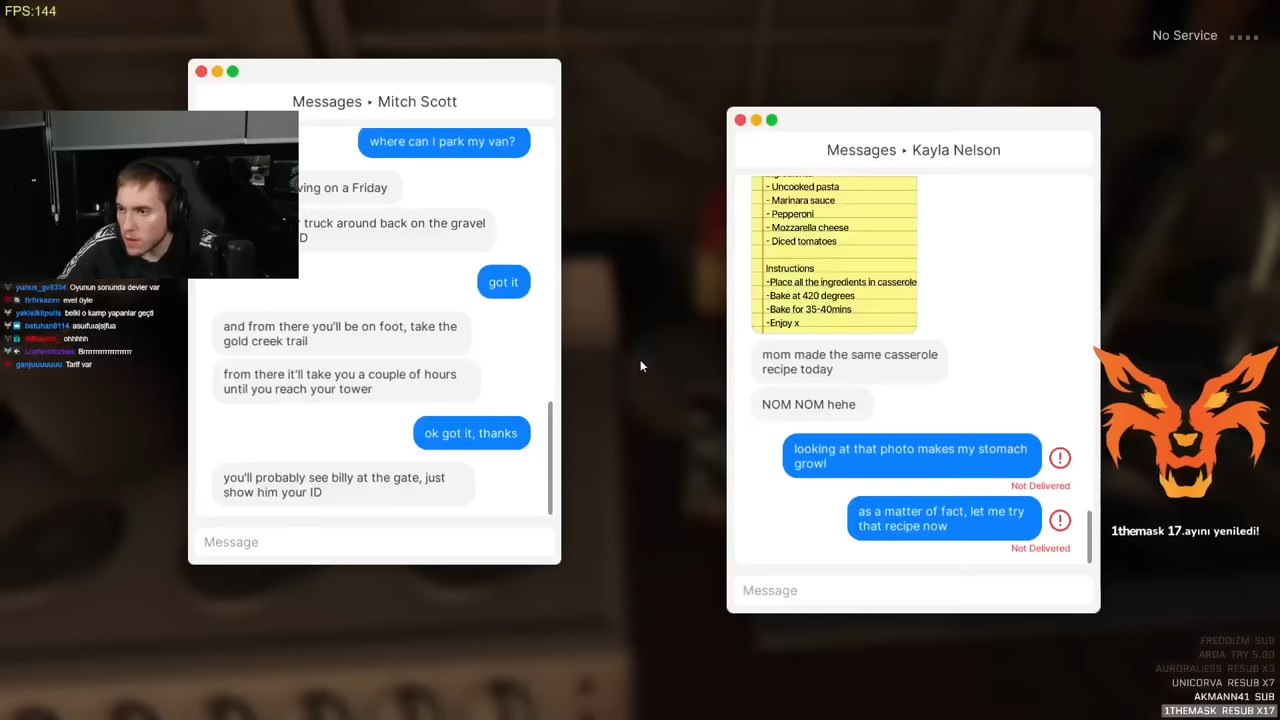 FPS:144
No Service
Messages ▸ Mitch Scott
where can I park my van?
ving on a Friday
truck around back on the gravel
D
got it
and from there you'll be on foot, take the
gold creek trail
from there it'll take you a couple of hours
until you reach your tower
ok got it, thanks
you'll probably see billy at the gate, just
show him your ID
Message
Messages ▸ Kayla Nelson
- Uncooked pasta
- Marinara sauce
- Pepperoni
- Mozzarella cheese
- Diced tomatoes
Instructions
-Place all the ingredients in casserole
-Bake at 420 degrees
-Bake for 35-40mins
-Enjoy x
mom made the same casserole
recipe today
NOM NOM hehe
looking at that photo makes my stomach
growl
Not Delivered
as a matter of fact, let me try
that recipe now
Not Delivered
Message
yunus_gv8334 Oyunun sonunda devler var
firfirkazim evet öyle
yakisiklipolis belki o kamp yapanlar geçti
batuhan8114
ohhhhh
ganjuuuuuuu Tarif var
1themask 17.ayını yeniledi!
FREDDIZM SUB
ARDA TRY 5.00
AURORALIESS RESUB X3
UNICORVA RESUB X7
AKMANN41 SUB
1THEMASK RESUB X17